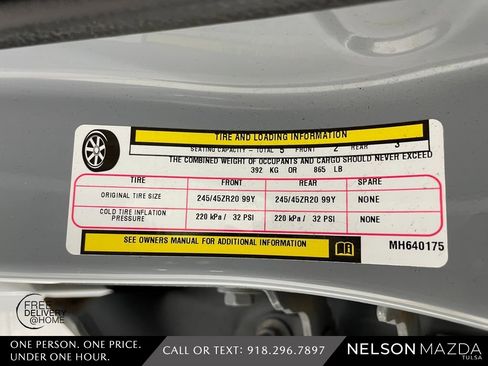 TIRE AND LOADING INFORMATION
SEATING CAPACITY - TOTAL 5 FRONT 2 REAR 3
THE COMBINED WEIGHT OF OCCUPANTS AND CARGO SHOULD NEVER EXCEED
392 KG OR 865 LB
TIRE FRONT REAR SPARE
ORIGINAL TIRE SIZE 245/45ZR20 99Y 245/45ZR20 99Y NONE
COLD TIRE INFLATION PRESSURE 220 kPa / 32 PSI 220 kPa / 32 PSI NONE
SEE OWNERS MANUAL FOR ADDITIONAL INFORMATION MH640175
FREE
DELIVERY
@HOME
ONE PERSON. ONE PRICE.
UNDER ONE HOUR.
CALL OR TEXT: 918.296.7897
NELSON MAZDA
TULSA